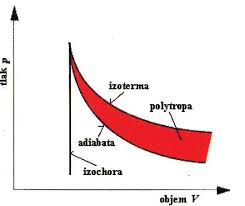 tlak p
izoterma
polytropa
adiabata
izochora
objem V